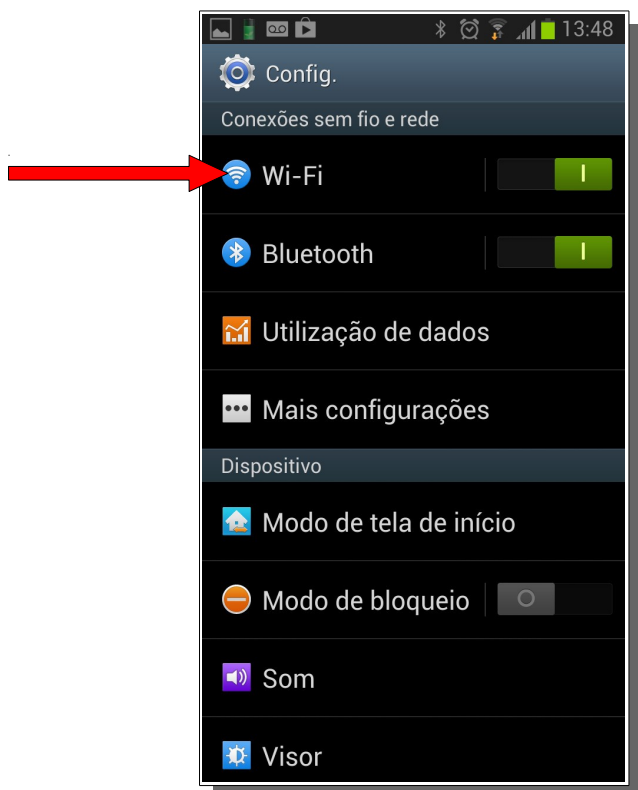 13:48
Config.
Conexões sem fio e rede
Wi-Fi
Bluetooth
Utilização de dados
Mais configurações
Dispositivo
Modo de tela de início
Modo de bloqueio
Som
Visor